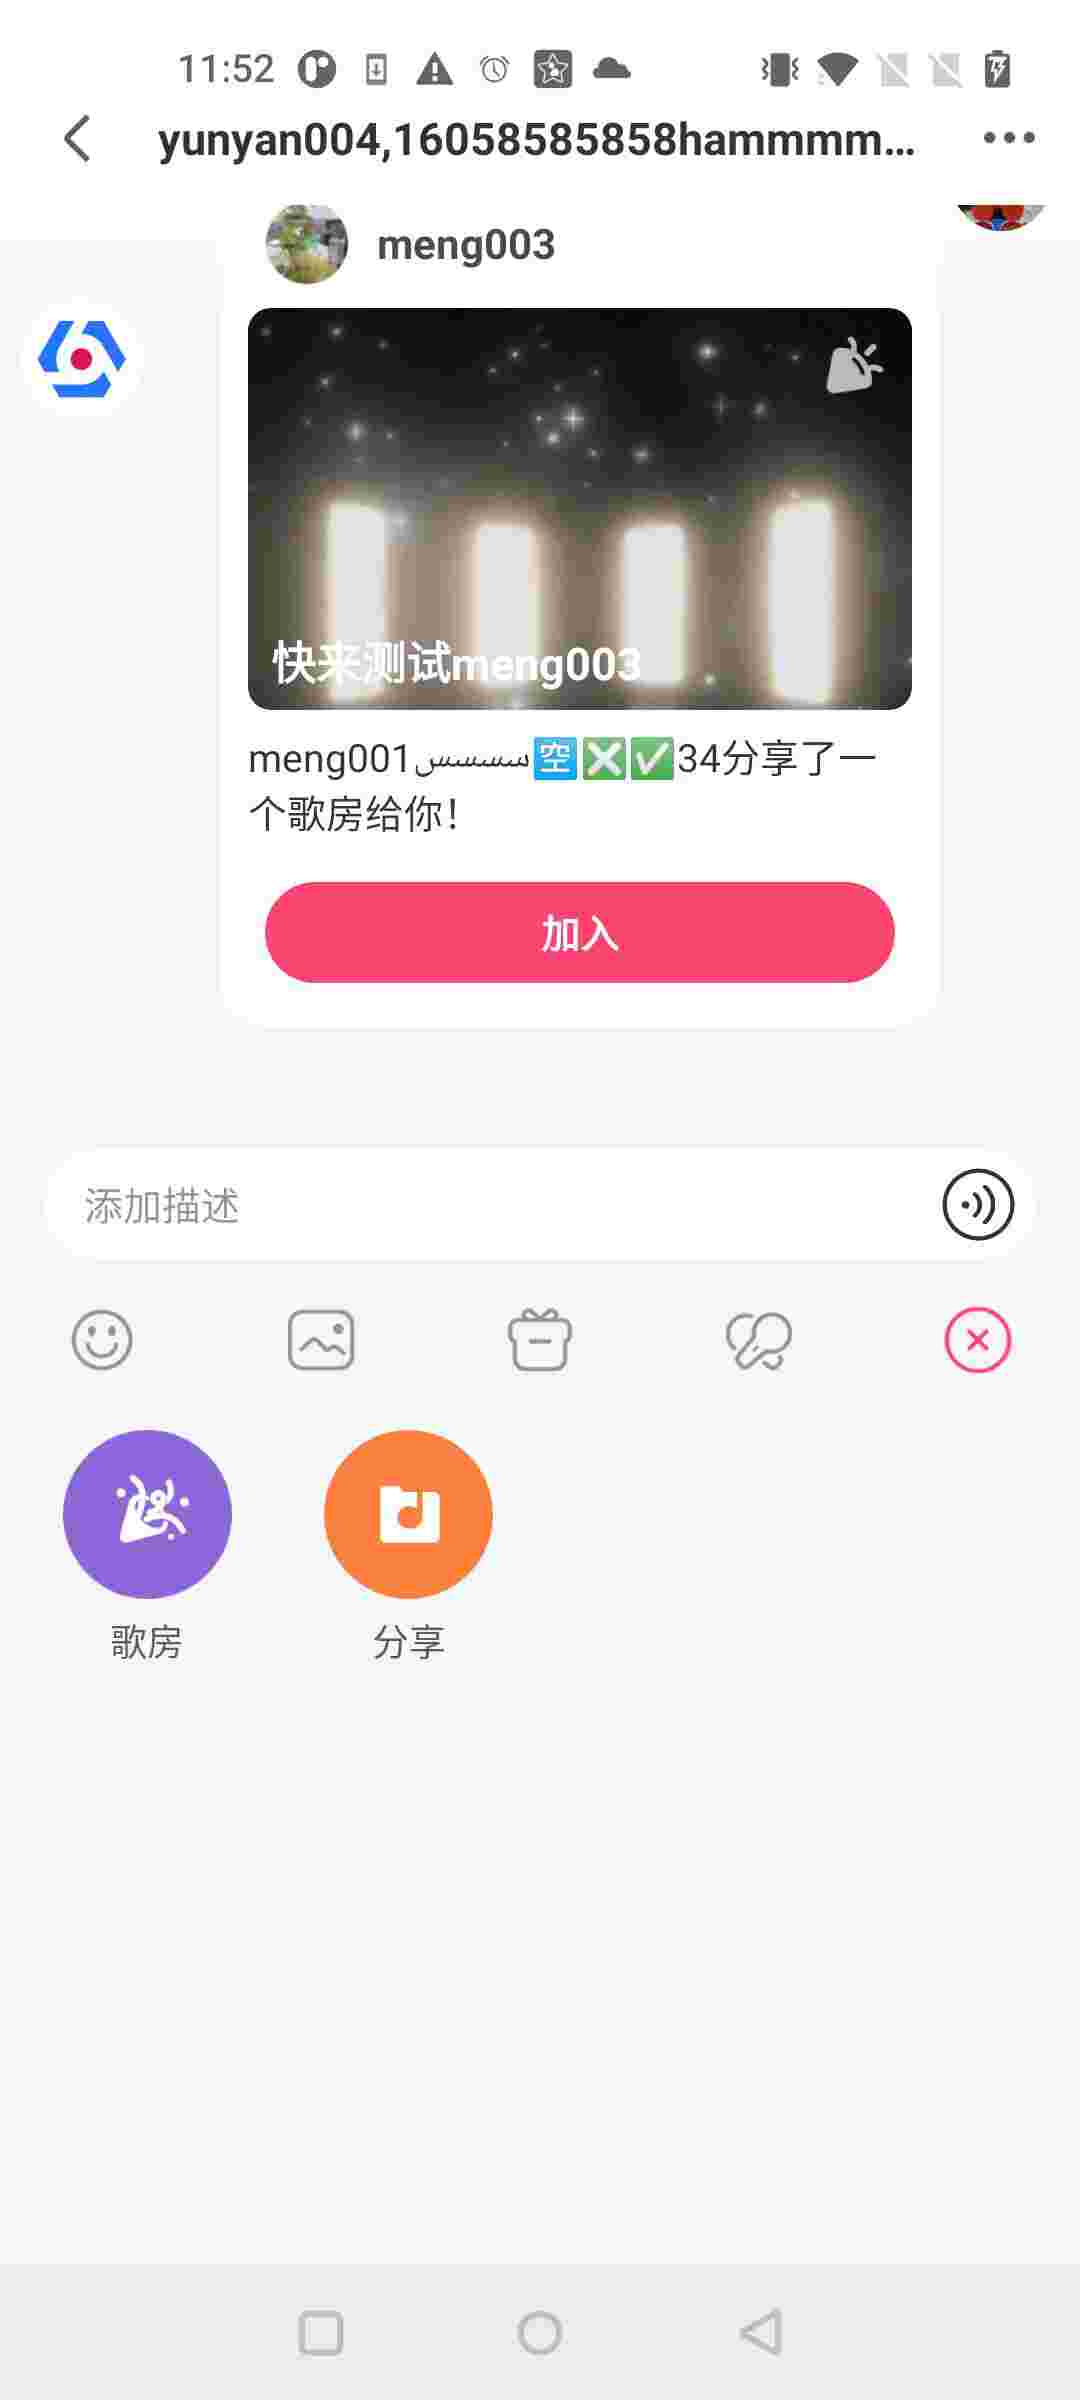 11:52
yunyan004,16058585858hammmm...
meng003
快来测试meng003
meng001سسسس🈳❎✅34分享了一
个歌房给你！
加入
添加描述
歌房
分享